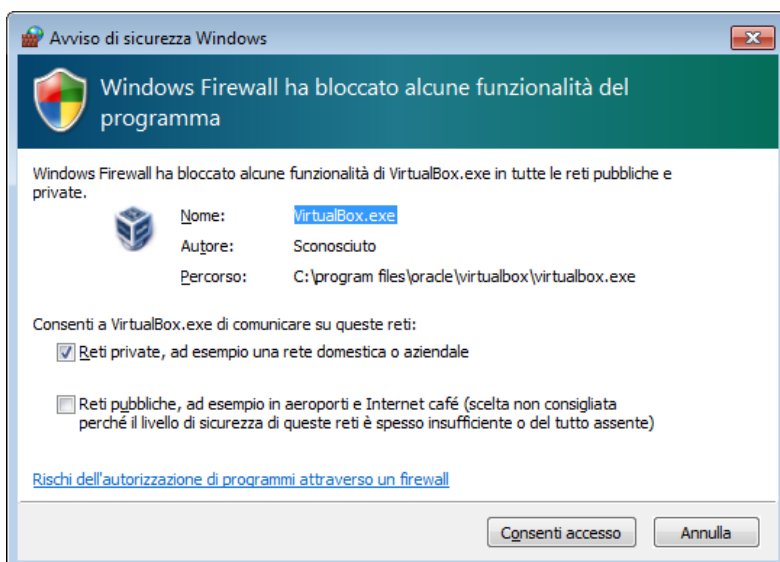 Avviso di sicurezza Windows
Windows Firewall ha bloccato alcune funzionalità del
programma
Windows Firewall ha bloccato alcune funzionalità di VirtualBox.exe in tutte le reti pubbliche e
private.
Nome: VirtualBox.exe
Autore: Sconosciuto
Percorso: C:\program files\oracle\virtualbox\virtualbox.exe
Consenti a VirtualBox.exe di comunicare su queste reti:
Reti private, ad esempio una rete domestica o aziendale
Reti pubbliche, ad esempio in aeroporti e Internet café (scelta non consigliata
perché il livello di sicurezza di queste reti è spesso insufficiente o del tutto assente)
Rischi dell'autorizzazione di programmi attraverso un firewall
Consenti accesso Annulla